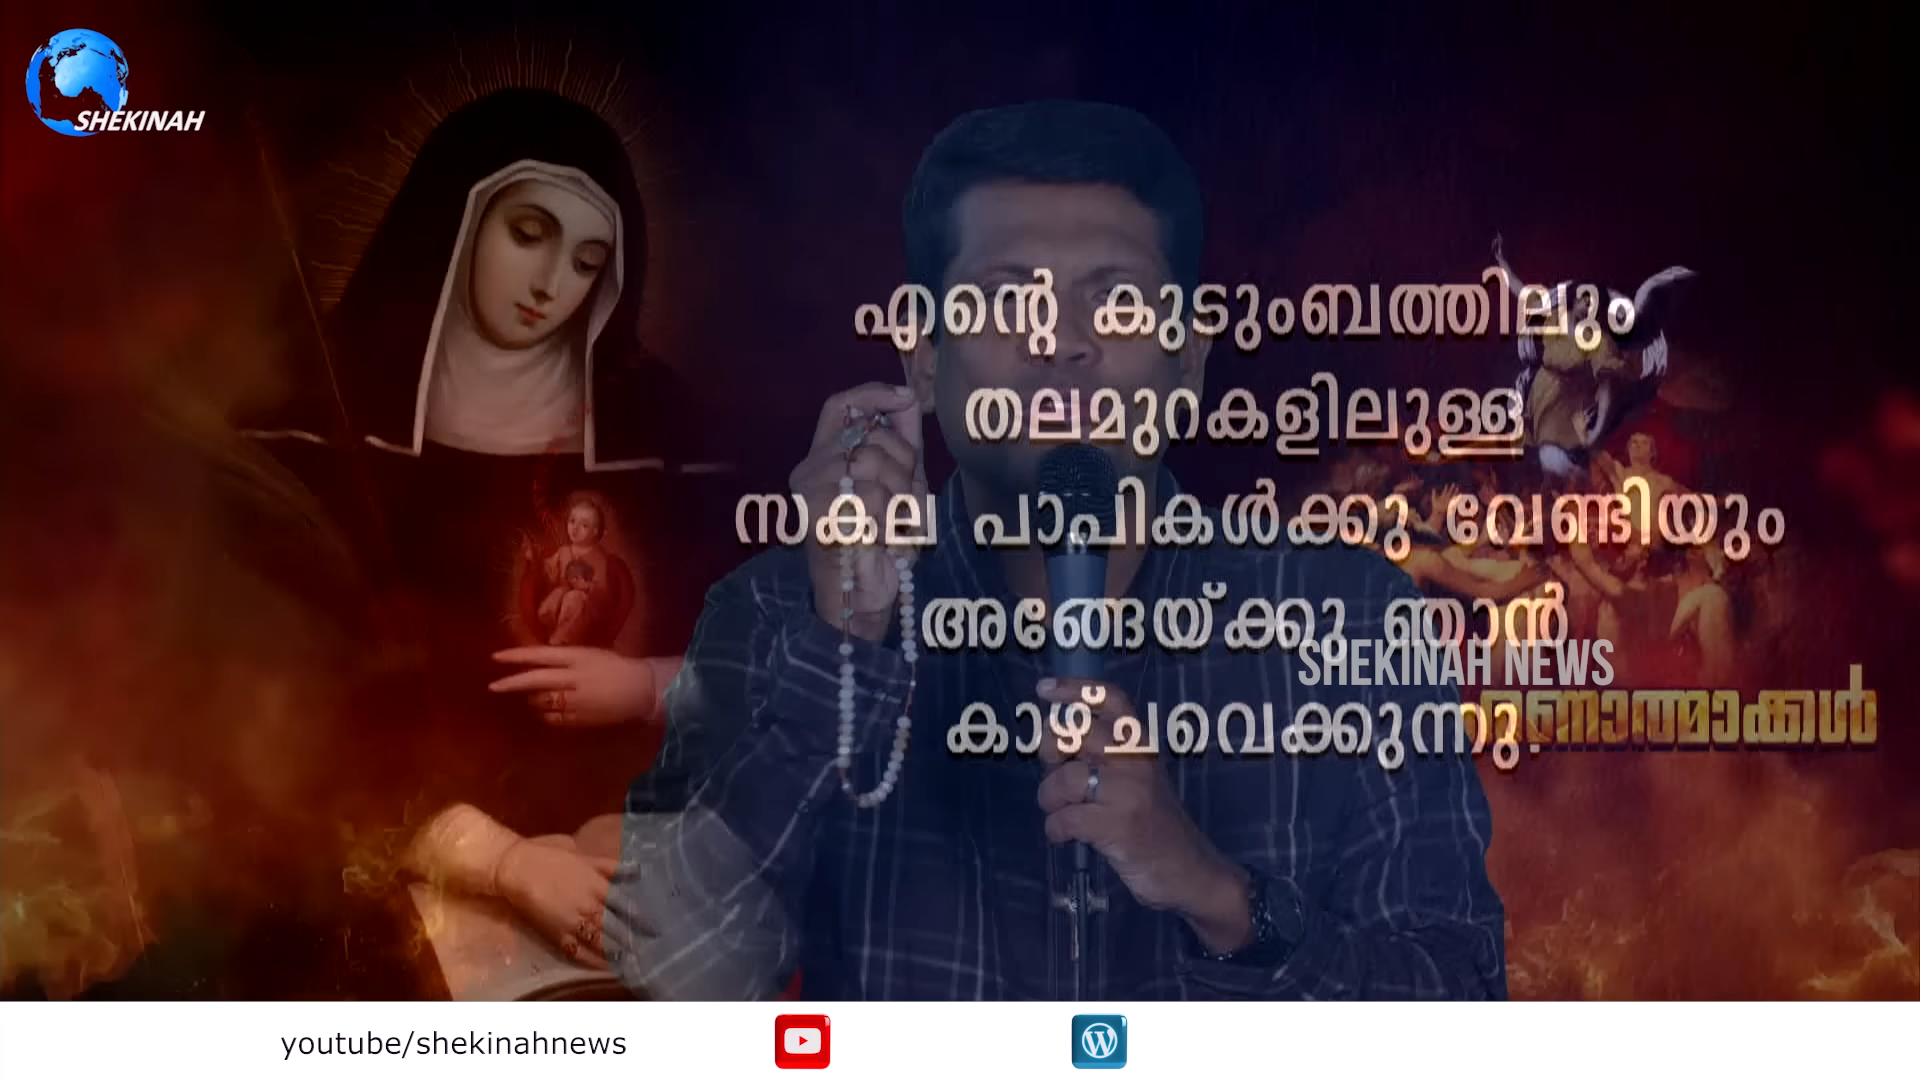 SHEKINAH
എന്റെ കുടുംബത്തിലും
തലമുറകളിലുള്ള
സകല പാപികൾക്കു വേണ്ടിയും
അങ്ങേയ്ക്കു ഞാൻ
SHEKINAH NEWS
കാഴ്ചവെക്കുന്നു.
youtube/shekinahnews